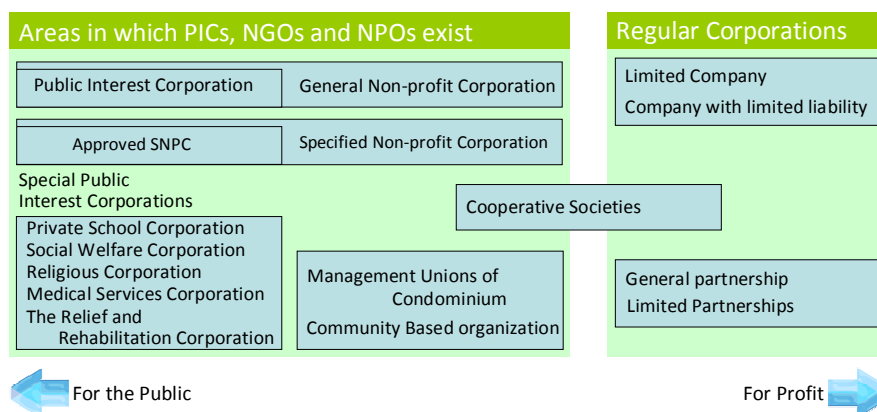 Areas in which PICs, NGOs and NPOs exist
Regular Corporations
Public Interest Corporation
General Non-profit Corporation
Limited Company
Company with limited liability
Approved SNPC
Specified Non-profit Corporation
Special Public
Interest Corporations
Cooperative Societies
Private School Corporation
Social Welfare Corporation
Religious Corporation
Medical Services Corporation
The Relief and
Rehabilitation Corporation
Management Unions of
Condominium
Community Based organization
General partnership
Limited Partnerships
For the Public
For Profit